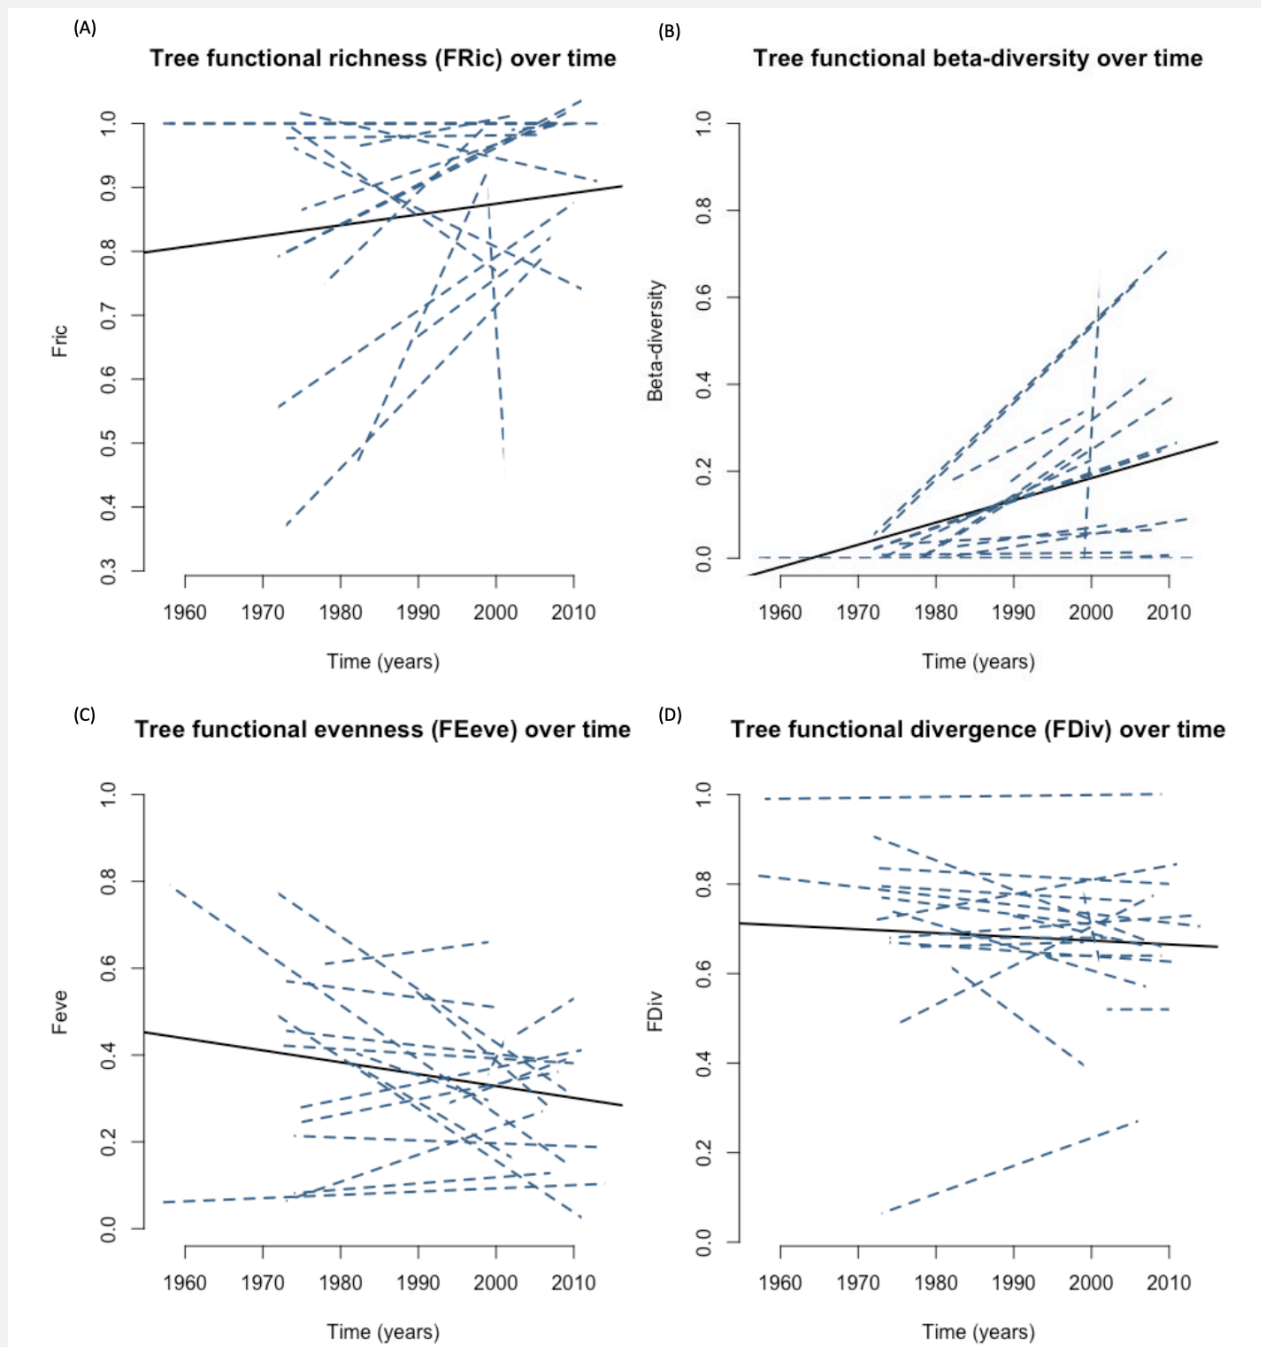 (A)
Tree functional richness (FRic) over time
Fric
1.0
0.9
0.8
0.7
0.6
0.5
0.4
0.3
1960 1970 1980 1990 2000 2010
Time (years)
(B)
Tree functional beta-diversity over time
Beta-diversity
1.0
0.8
0.6
0.4
0.2
0.0
1960 1970 1980 1990 2000 2010
Time (years)
(C)
Tree functional evenness (FEeve) over time
Feve
1.0
0.8
0.6
0.4
0.2
0.0
1960 1970 1980 1990 2000 2010
Time (years)
(D)
Tree functional divergence (FDiv) over time
FDiv
1.0
0.8
0.6
0.4
0.2
0.0
1960 1970 1980 1990 2000 2010
Time (years)